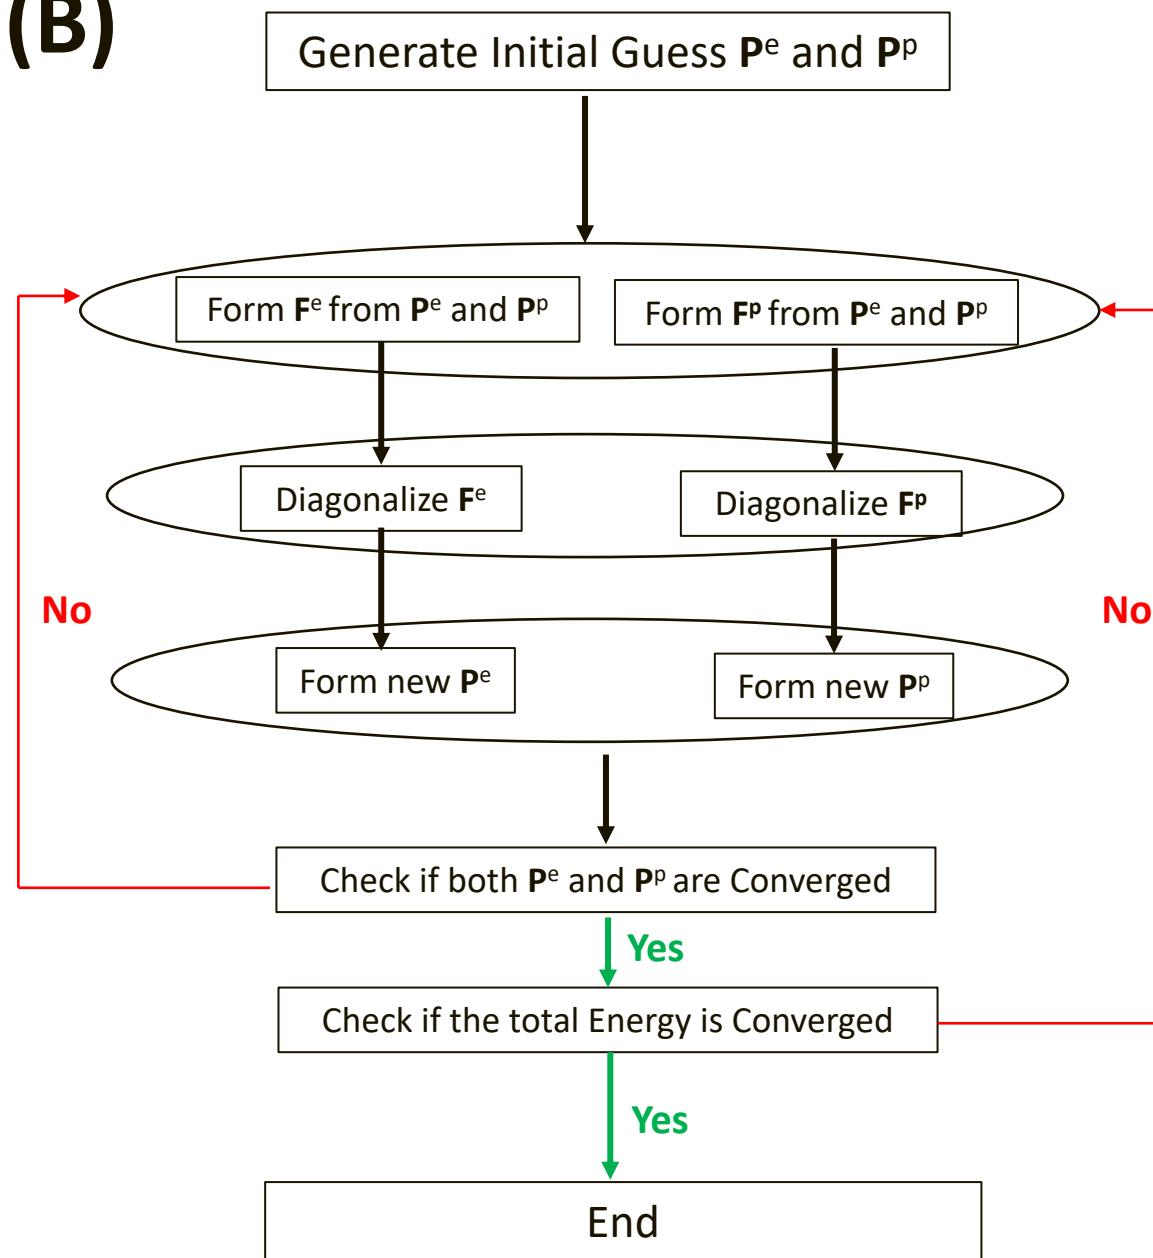 (B)
Generate Initial Guess Pᵉ and Pᵖ
Form Fᵉ from Pᵉ and Pᵖ
Form Fᵖ from Pᵉ and Pᵖ
Diagonalize Fᵉ
Diagonalize Fᵖ
No
No
Form new Pᵉ
Form new Pᵖ
Check if both Pᵉ and Pᵖ are Converged
Yes
Check if the total Energy is Converged
Yes
End